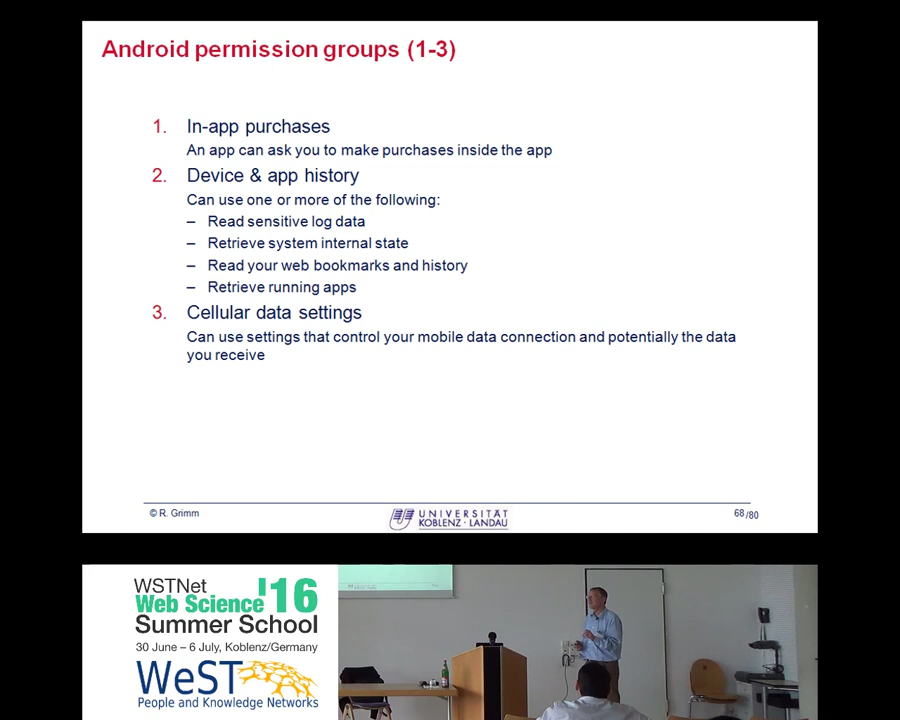 Android permission groups (1-3)
1. In-app purchases
An app can ask you to make purchases inside the app
2. Device & app history
Can use one or more of the following:
– Read sensitive log data
– Retrieve system internal state
– Read your web bookmarks and history
– Retrieve running apps
3. Cellular data settings
Can use settings that control your mobile data connection and potentially the data
you receive
© R. Grimm
UNIVERSITÄT
KOBLENZ · LANDAU
68/80
WSTNet
Web Science '16
Summer School
30 June – 6 July, Koblenz/Germany
WeST
People and Knowledge Networks